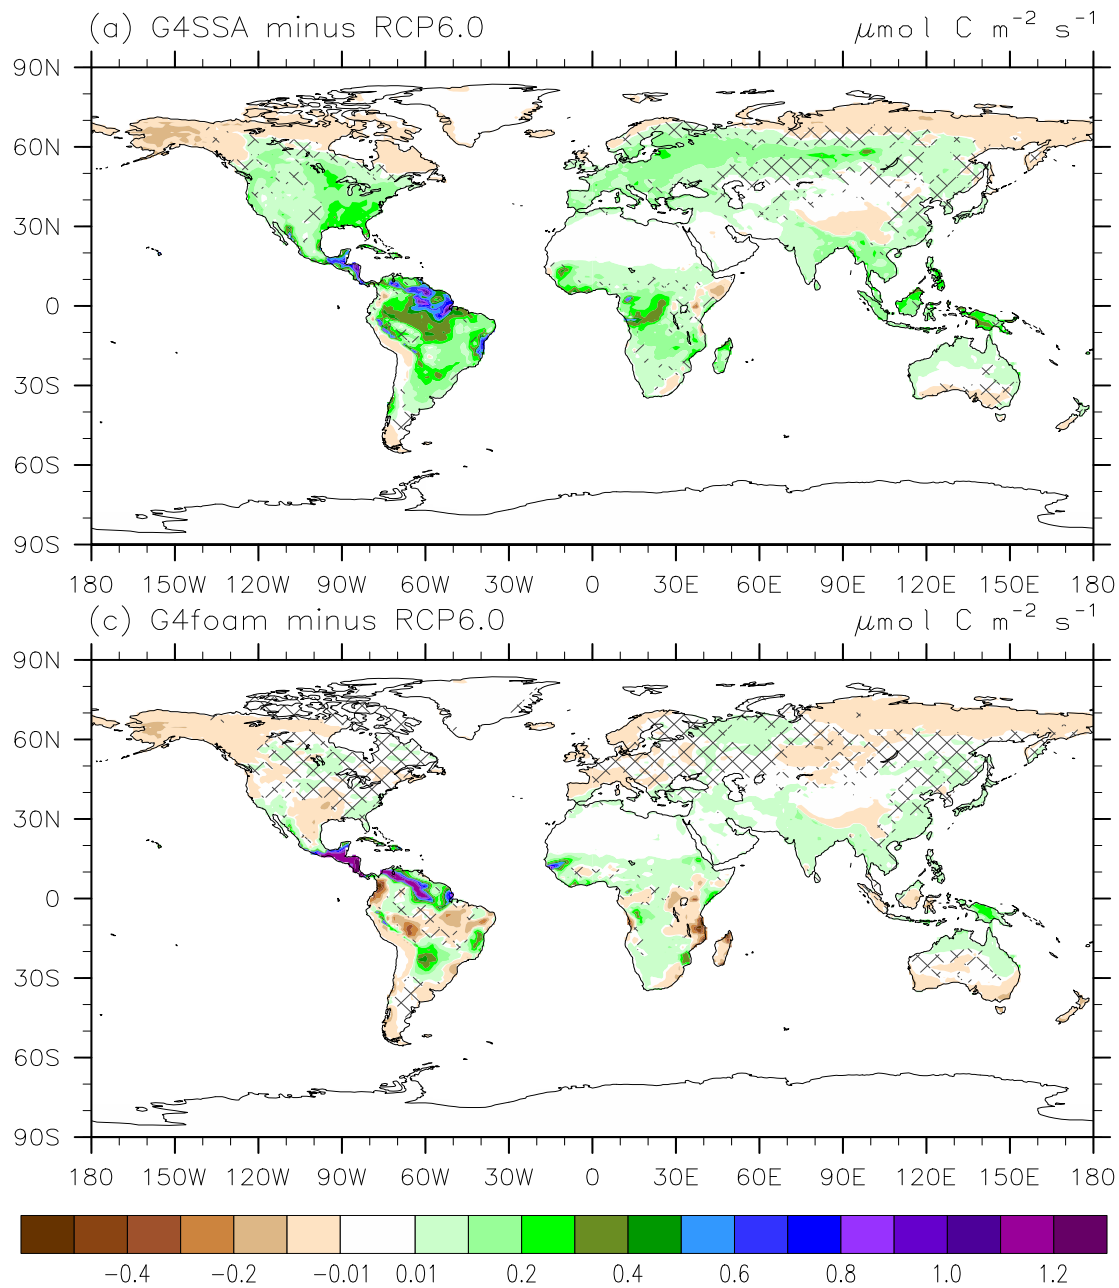 (a) G4SSA minus RCP6.0 μmol C m⁻² s⁻¹
90N
60N
30N
0
30S
60S
90S
180 150W 120W 90W 60W 30W 0 30E 60E 90E 120E 150E 180
(c) G4foam minus RCP6.0 μmol C m⁻² s⁻¹
90N
60N
30N
0
30S
60S
90S
180 150W 120W 90W 60W 30W 0 30E 60E 90E 120E 150E 180
−0.4 −0.2 −0.01 0.01 0.2 0.4 0.6 0.8 1.0 1.2